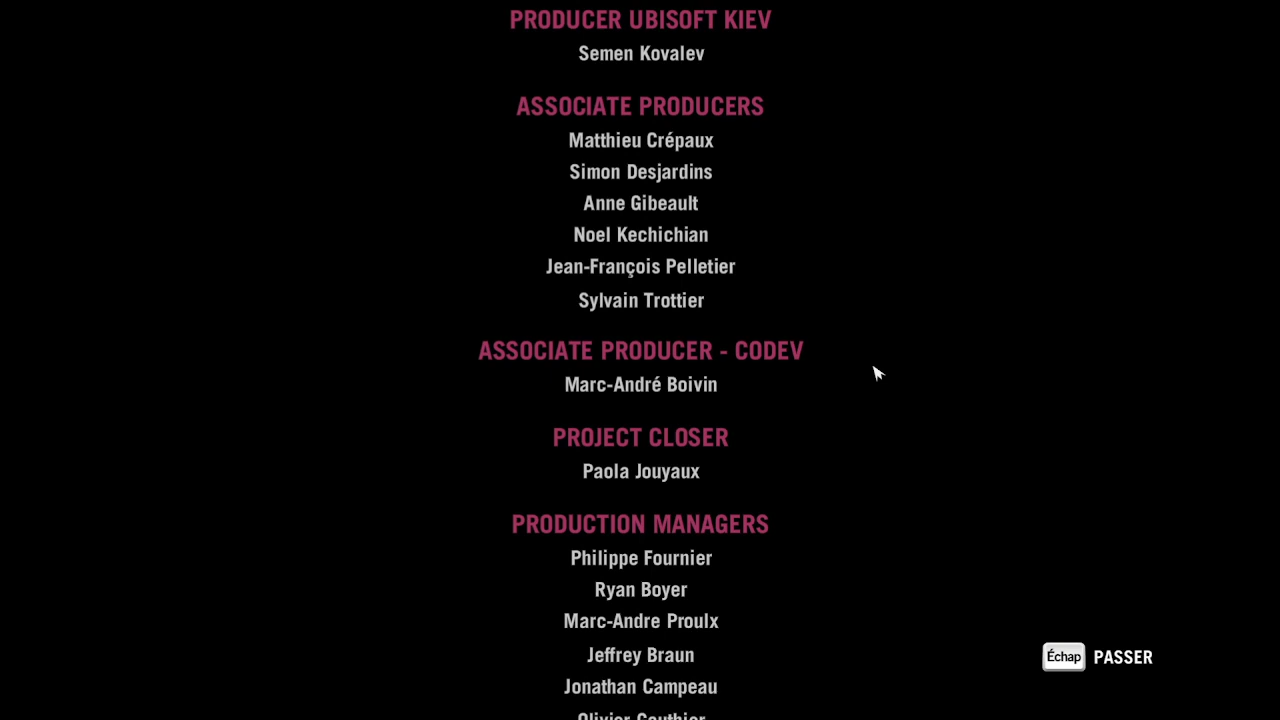 PRODUCER UBISOFT KIEV
Semen Kovalev
ASSOCIATE PRODUCERS
Matthieu Crépaux
Simon Desjardins
Anne Gibeault
Noel Kechichian
Jean-François Pelletier
Sylvain Trottier
ASSOCIATE PRODUCER - CODEV
Marc-André Boivin
PROJECT CLOSER
Paola Jouyaux
PRODUCTION MANAGERS
Philippe Fournier
Ryan Boyer
Marc-Andre Proulx
Jeffrey Braun
Échap PASSER
Jonathan Campeau
Olivier Gauthier